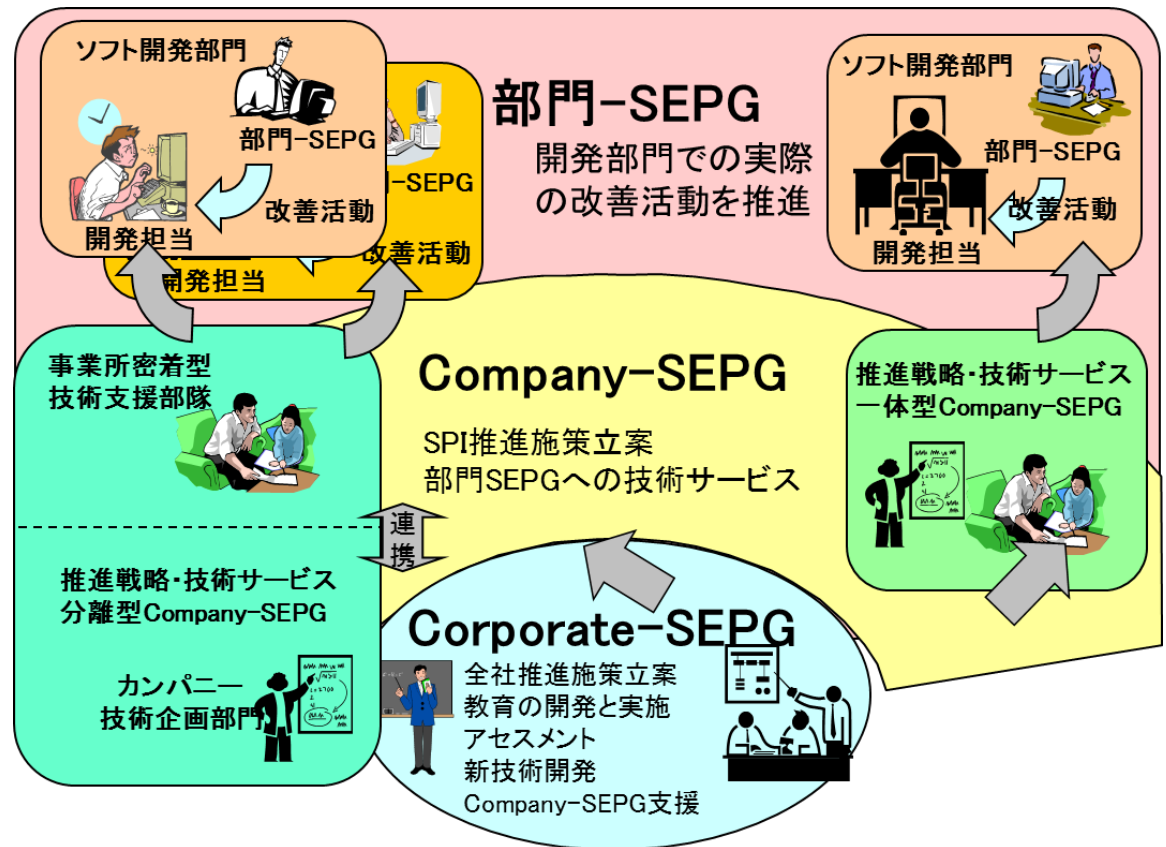 ソフト開発部門
部門-SEPG
改善活動
開発担当
-SEPG
改善活動
開発担当
部門-SEPG
開発部門での実際
の改善活動を推進
ソフト開発部門
部門-SEPG
改善活動
開発担当
事業所密着型
技術支援部隊
Company-SEPG
SPI推進施策立案
部門SEPGへの技術サービス
推進戦略・技術サービス
一体型Company-SEPG
連
携
推進戦略・技術サービス
分離型Company-SEPG
カンパニー
技術企画部門
Corporate-SEPG
全社推進施策立案
教育の開発と実施
アセスメント
新技術開発
Company-SEPG支援